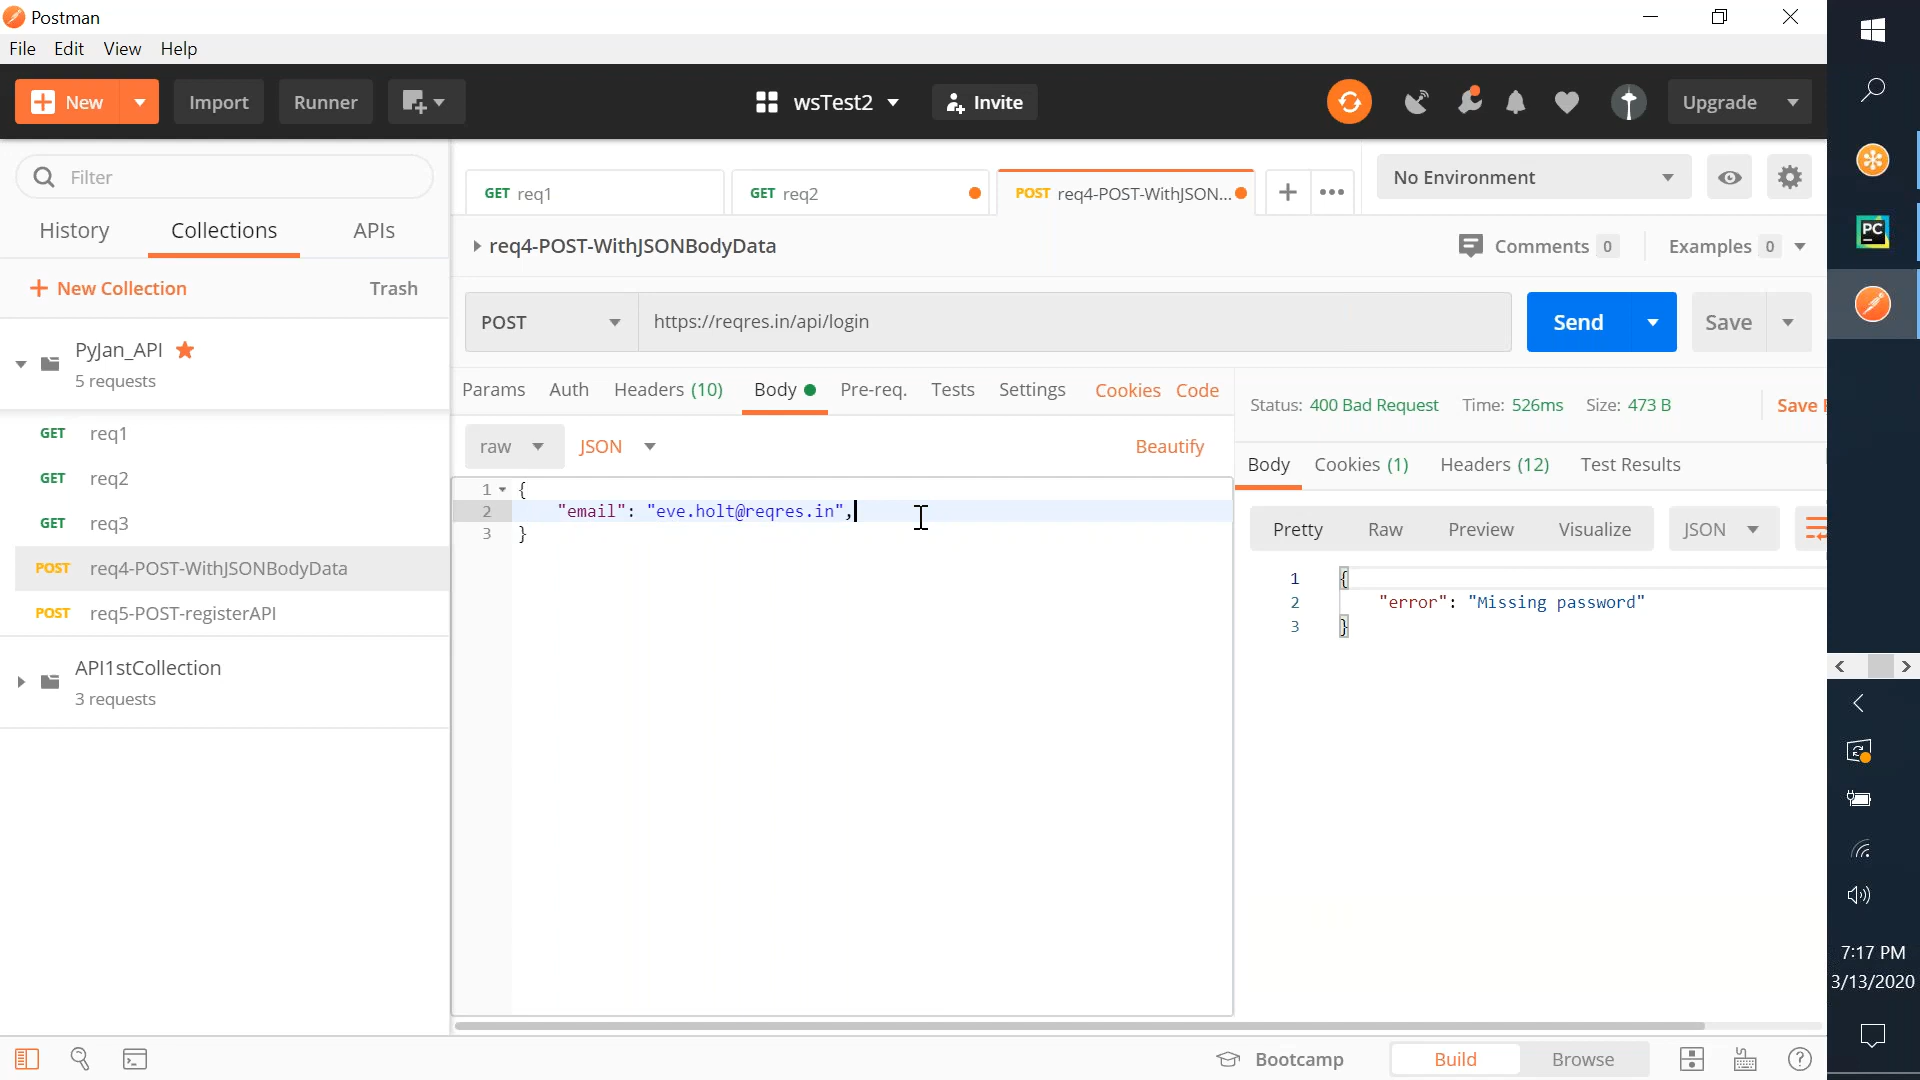 Postman
File Edit View Help
New Import Runner wsTest2 Invite Upgrade
Filter
History Collections APIs
New Collection Trash
PyJan_API
5 requests
GET req1
GET req2
GET req3
POST req4-POST-WithJSONBodyData
POST req5-POST-registerAPI
API1stCollection
3 requests
GET req1 GET req2 POST req4-POST-WithJSON... No Environment
req4-POST-WithJSONBodyData Comments 0 Examples 0
POST https://reqres.in/api/login Send Save
Params Auth Headers (10) Body Pre-req. Tests Settings Cookies Code
raw JSON Beautify
1 {
2 "email": "eve.holt@reqres.in",
3 }
Status: 400 Bad Request Time: 526ms Size: 473 B Save
Body Cookies (1) Headers (12) Test Results
Pretty Raw Preview Visualize JSON
1 {
2 "error": "Missing password"
3 }
Bootcamp Build Browse
PC
7:17 PM
3/13/2020